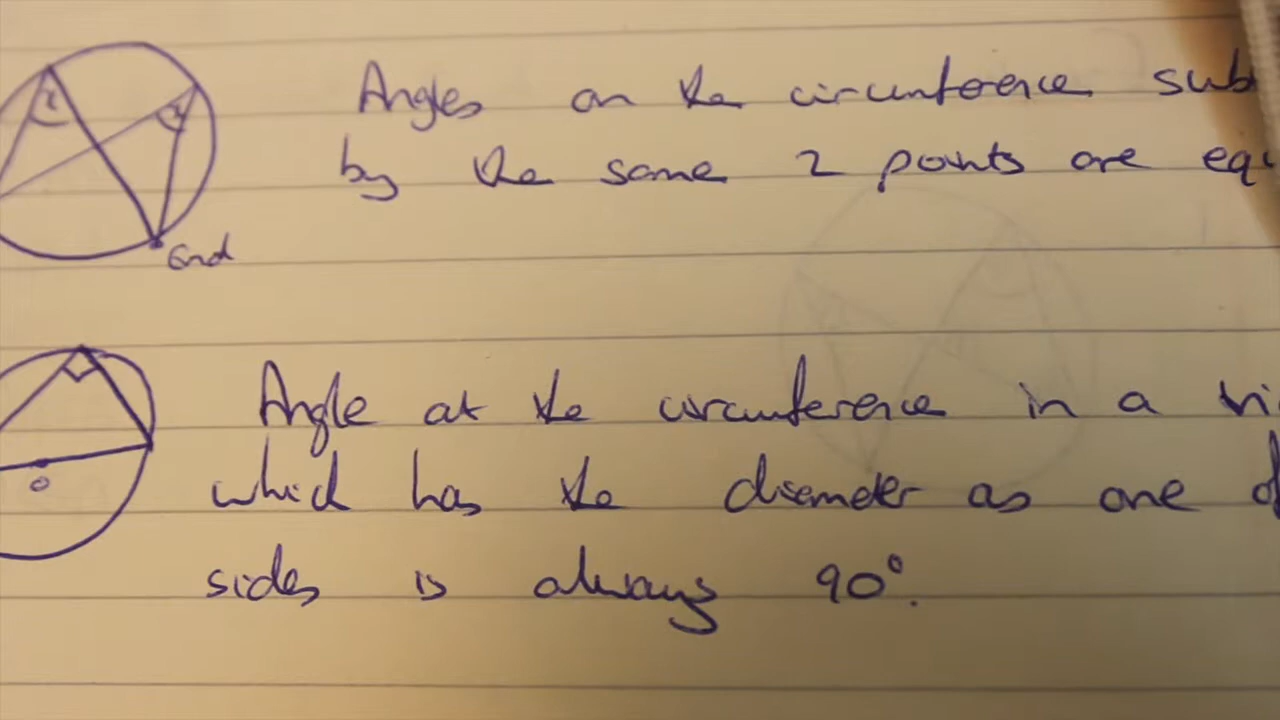 Angles on the circumference sub
by the same 2 points are equ
End
Angle at the circumference in a tri
which has the diameter as one of
sides is always 90°.
x
x
o